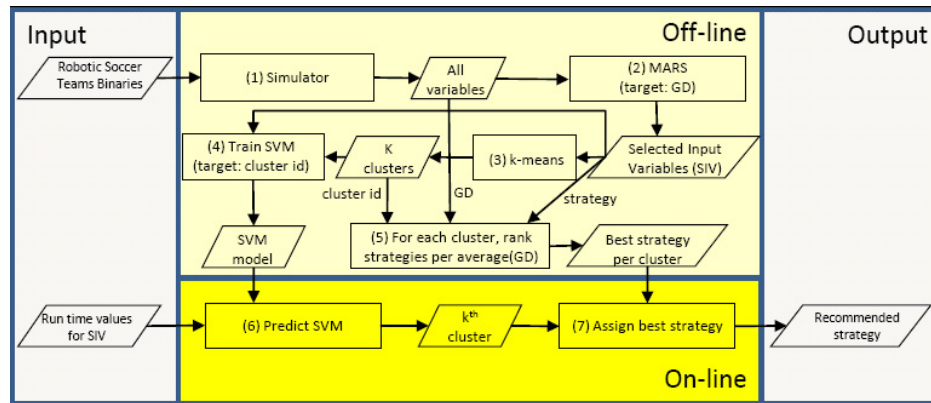 Input
Off-line
Output
Robotic Soccer
Teams Binaries
(1) Simulator
All
variables
(2) MARS
(target: GD)
(4) Train SVM
(target: cluster id)
K
clusters
(3) k-means
Selected Input
Variables (SIV)
cluster id
GD
strategy
SVM
model
(5) For each cluster, rank
strategies per average(GD)
Best strategy
per cluster
Run time values
for SIV
(6) Predict SVM
kth
cluster
(7) Assign best strategy
Recommended
strategy
On-line